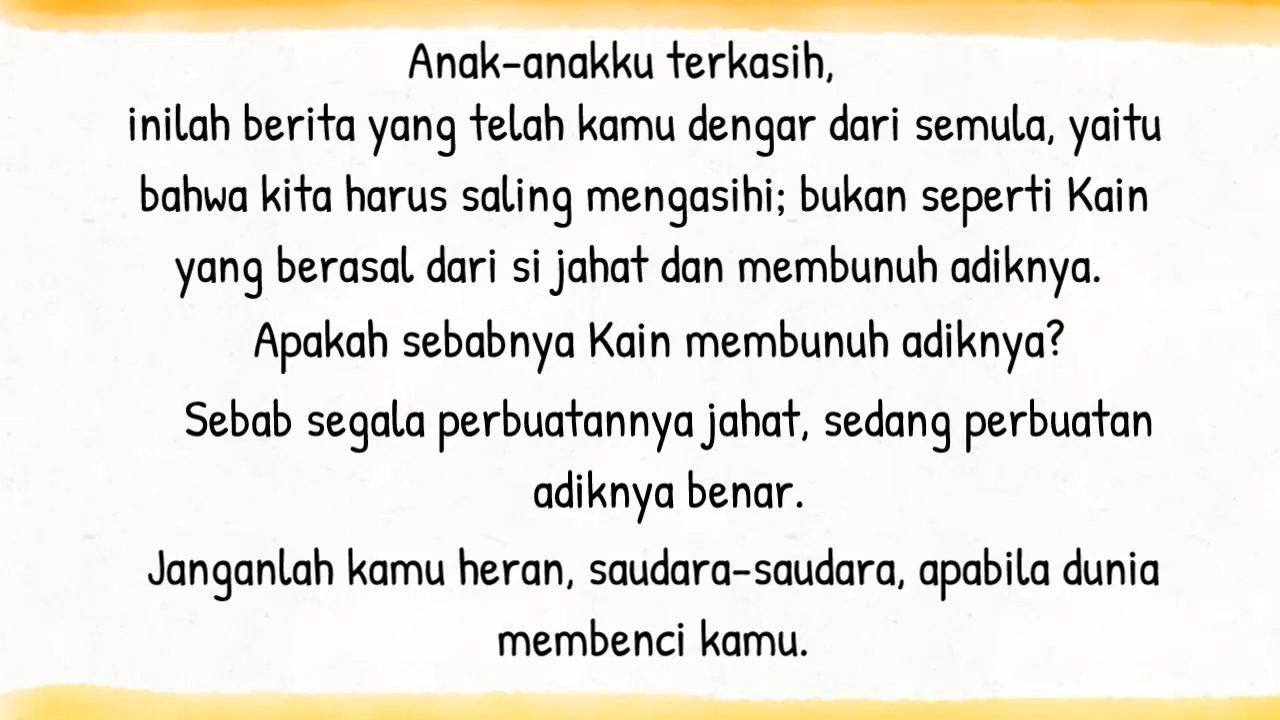 Anak-anakku terkasih,
inilah berita yang telah kamu dengar dari semula, yaitu
bahwa kita harus saling mengasihi; bukan seperti Kain
yang berasal dari si jahat dan membunuh adiknya.
Apakah sebabnya Kain membunuh adiknya?
Sebab segala perbuatannya jahat, sedang perbuatan
adiknya benar.
Janganlah kamu heran, saudara-saudara, apabila dunia
membenci kamu.